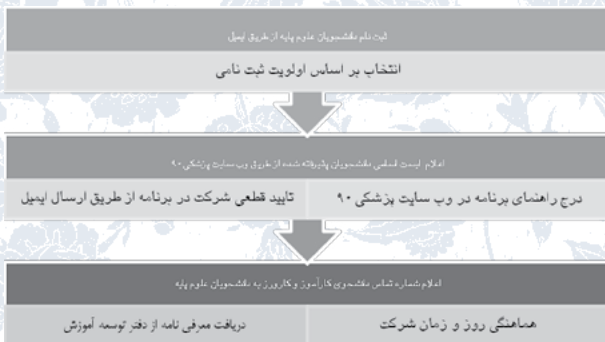 ثبت نام دانشجویان علوم پایه از طریق ایمیل
انتخاب بر اساس اولویت ثبت نامی
اعلام لیست اسامی دانشجویان پذیرفته شده از طریق وب سایت پزشکی ۹۰
درج راهنمای برنامه در وب سایت پزشکی ۹۰
تایید قطعی شرکت در برنامه از طریق ارسال ایمیل
اعلام شماره تماس دانشجوی کارآموز و کارورز به دانشجویان علوم پایه
هماهنگی روز و زمان شرکت
دریافت معرفی نامه از دفتر توسعه آموزش